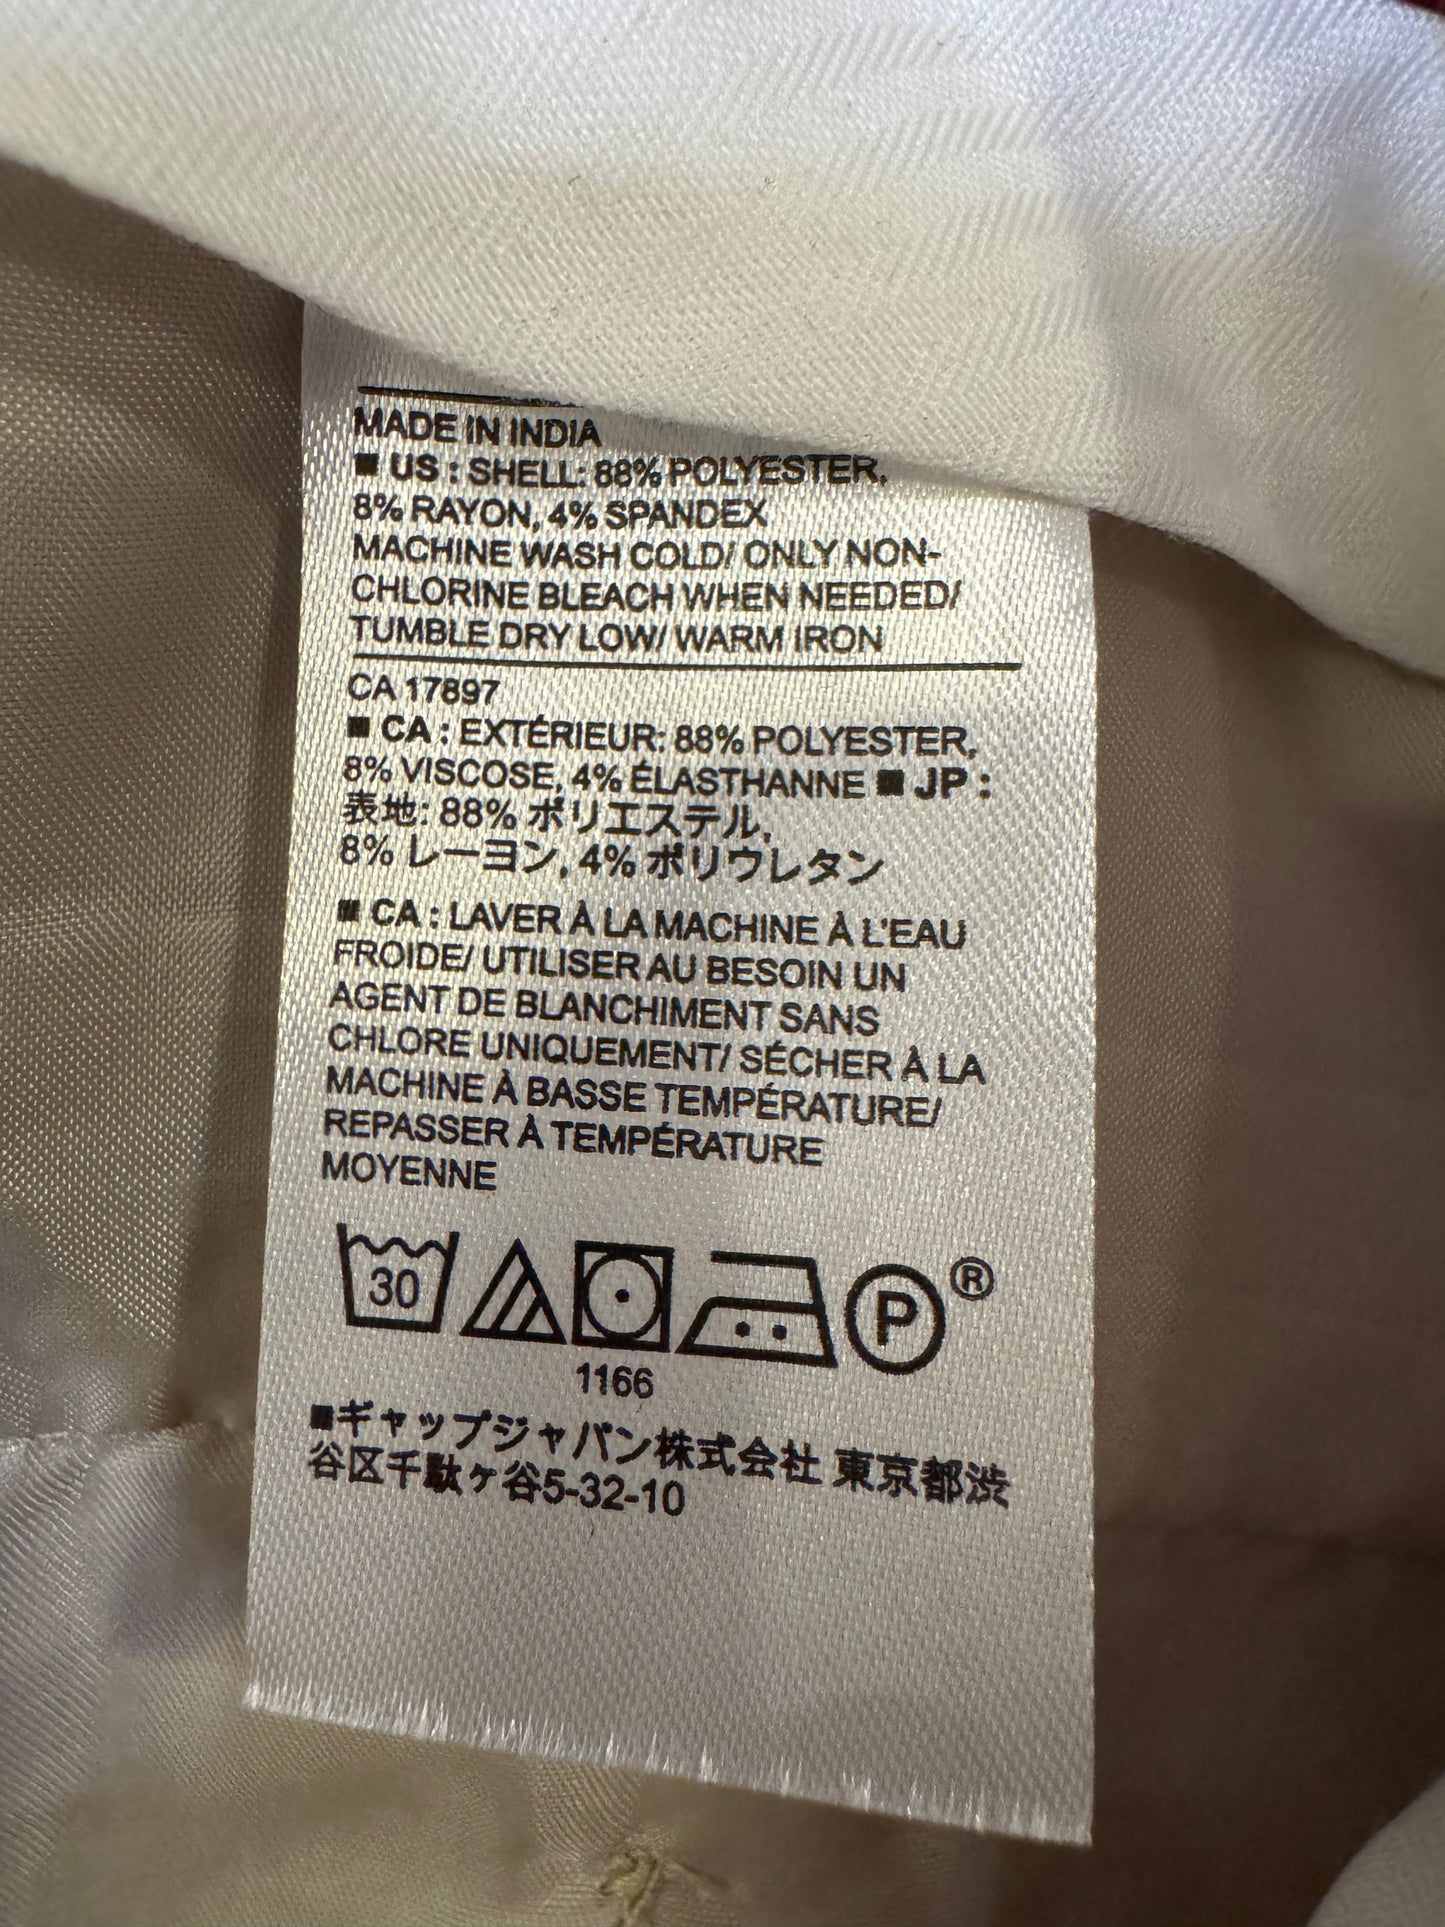 MADE IN INDIA
■ US : SHELL: 88% POLYESTER,
8% RAYON, 4% SPANDEX
MACHINE WASH COLD/ ONLY NON-
CHLORINE BLEACH WHEN NEEDED/
TUMBLE DRY LOW/ WARM IRON
CA 17897
■ CA : EXTÉRIEUR: 88% POLYESTER,
8% VISCOSE, 4% ÉLASTHANNE ■ JP :
表地: 88% ポリエステル,
8% レーヨン, 4% ポリウレタン
■ CA : LAVER À LA MACHINE À L'EAU
FROIDE/ UTILISER AU BESOIN UN
AGENT DE BLANCHIMENT SANS
CHLORE UNIQUEMENT/ SÉCHER À LA
MACHINE À BASSE TEMPÉRATURE/
REPASSER À TEMPÉRATURE
MOYENNE
30 P ®
1166
■ギャップジャパン株式会社 東京都渋
谷区千駄ヶ谷5-32-10